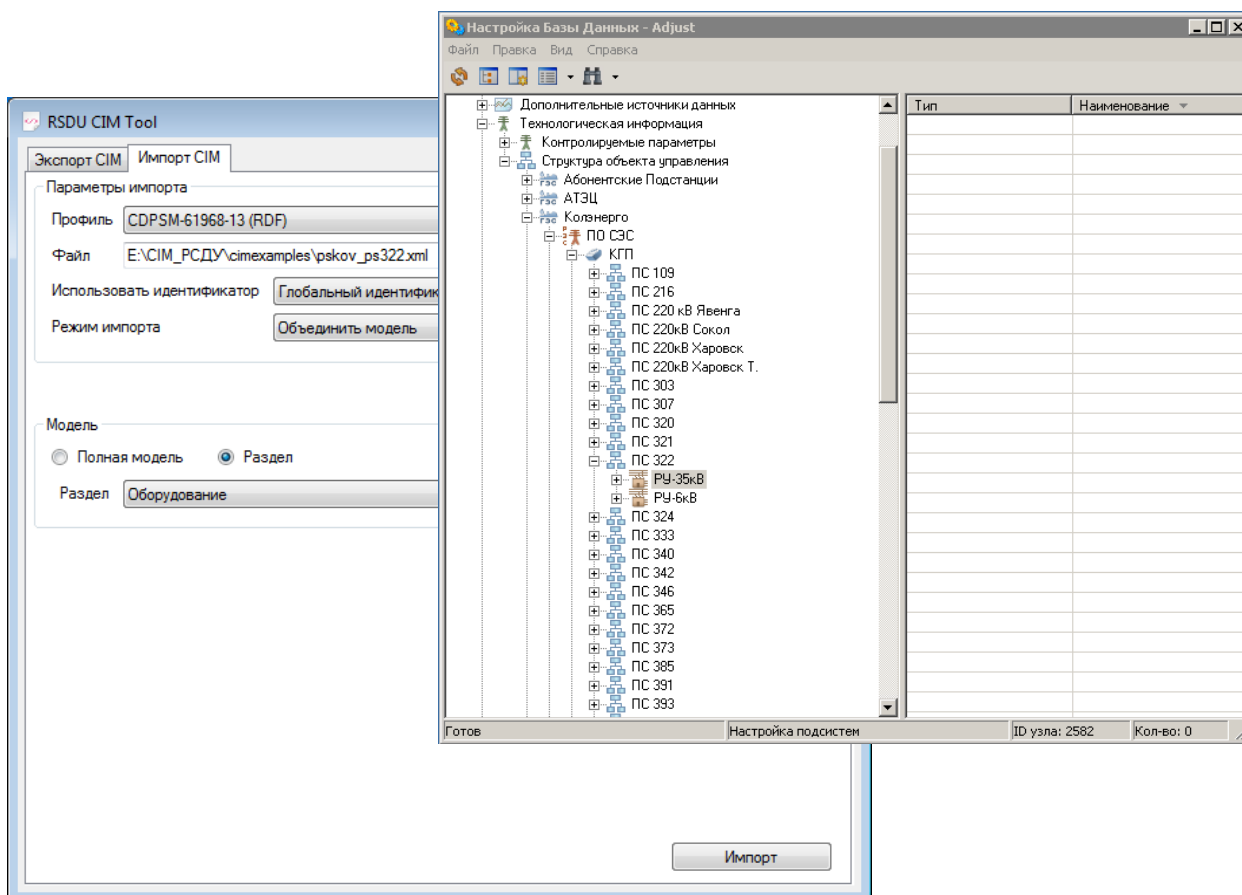 RSDU CIM Tool
Экспорт CIM
Импорт CIM
Параметры импорта
Профиль
CDPSM-61968-13 (RDF)
Файл
E:\CIM_РСДУ\cimexamples\pskov_ps322.xml
Использовать идентификатор
Глобальный идентифик
Режим импорта
Объединить модель
Модель
Полная модель
Раздел
Раздел
Оборудование
Импорт
Настройка Базы Данных - Adjust
Файл Правка Вид Справка
Тип
Наименование
Дополнительные источники данных
Технологическая информация
Контролируемые параметры
Структура объекта управления
Абонентские Подстанции
АТЭЦ
Колэнерго
ПО СЭС
КГП
ПС 109
ПС 216
ПС 220 кВ Явенга
ПС 220кВ Сокол
ПС 220кВ Харовск
ПС 220кВ Харовск Т.
ПС 303
ПС 307
ПС 320
ПС 321
ПС 322
РУ-35кВ
РУ-6кВ
ПС 324
ПС 333
ПС 340
ПС 342
ПС 346
ПС 365
ПС 372
ПС 373
ПС 385
ПС 391
ПС 393
Готов
Настройка подсистем
ID узла: 2582
Кол-во: 0